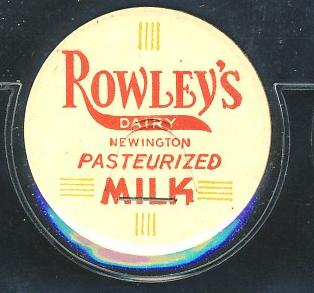 ROWLEY'S
DAIRY
NEWINGTON
PASTEURIZED
MILK